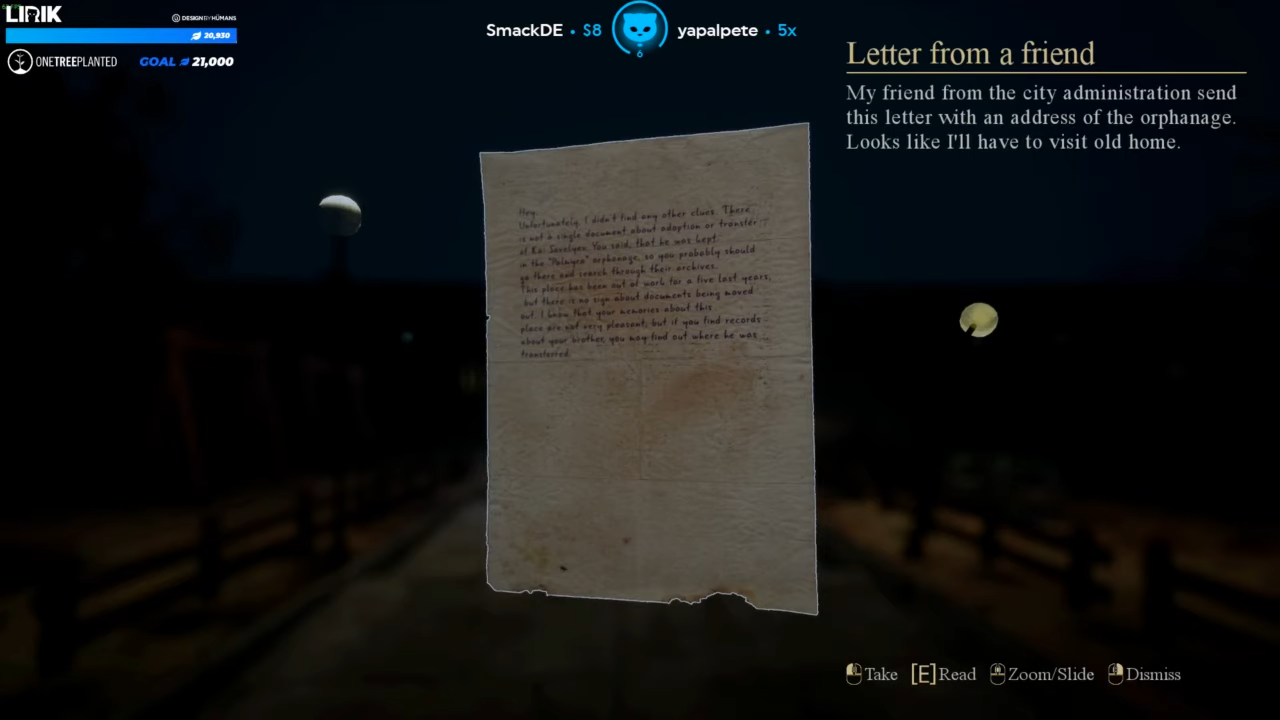 LIRIK
DESIGNBYHUMANS
20,930
ONETREEPLANTED
GOAL 21,000
SmackDE • $8
6
yapalpete • 5x
Letter from a friend
My friend from the city administration send
this letter with an address of the orphanage.
Looks like I'll have to visit old home.
Hey.
Unfortunately, I didn't find any other clues. There
is not a single document about adoption or transfer
of Kai Savelyev. You said, that he was kept
in the "Palmyra" orphanage, so you probably should
go there and search through their archives.
This place has been out of work for a five last years,
but there is no sign about documents being moved
out. I know that your memories about this
place are not very pleasant, but if you find records
about your brother, you may find out where he was
transferred.
Take [E]Read Zoom/Slide Dismiss